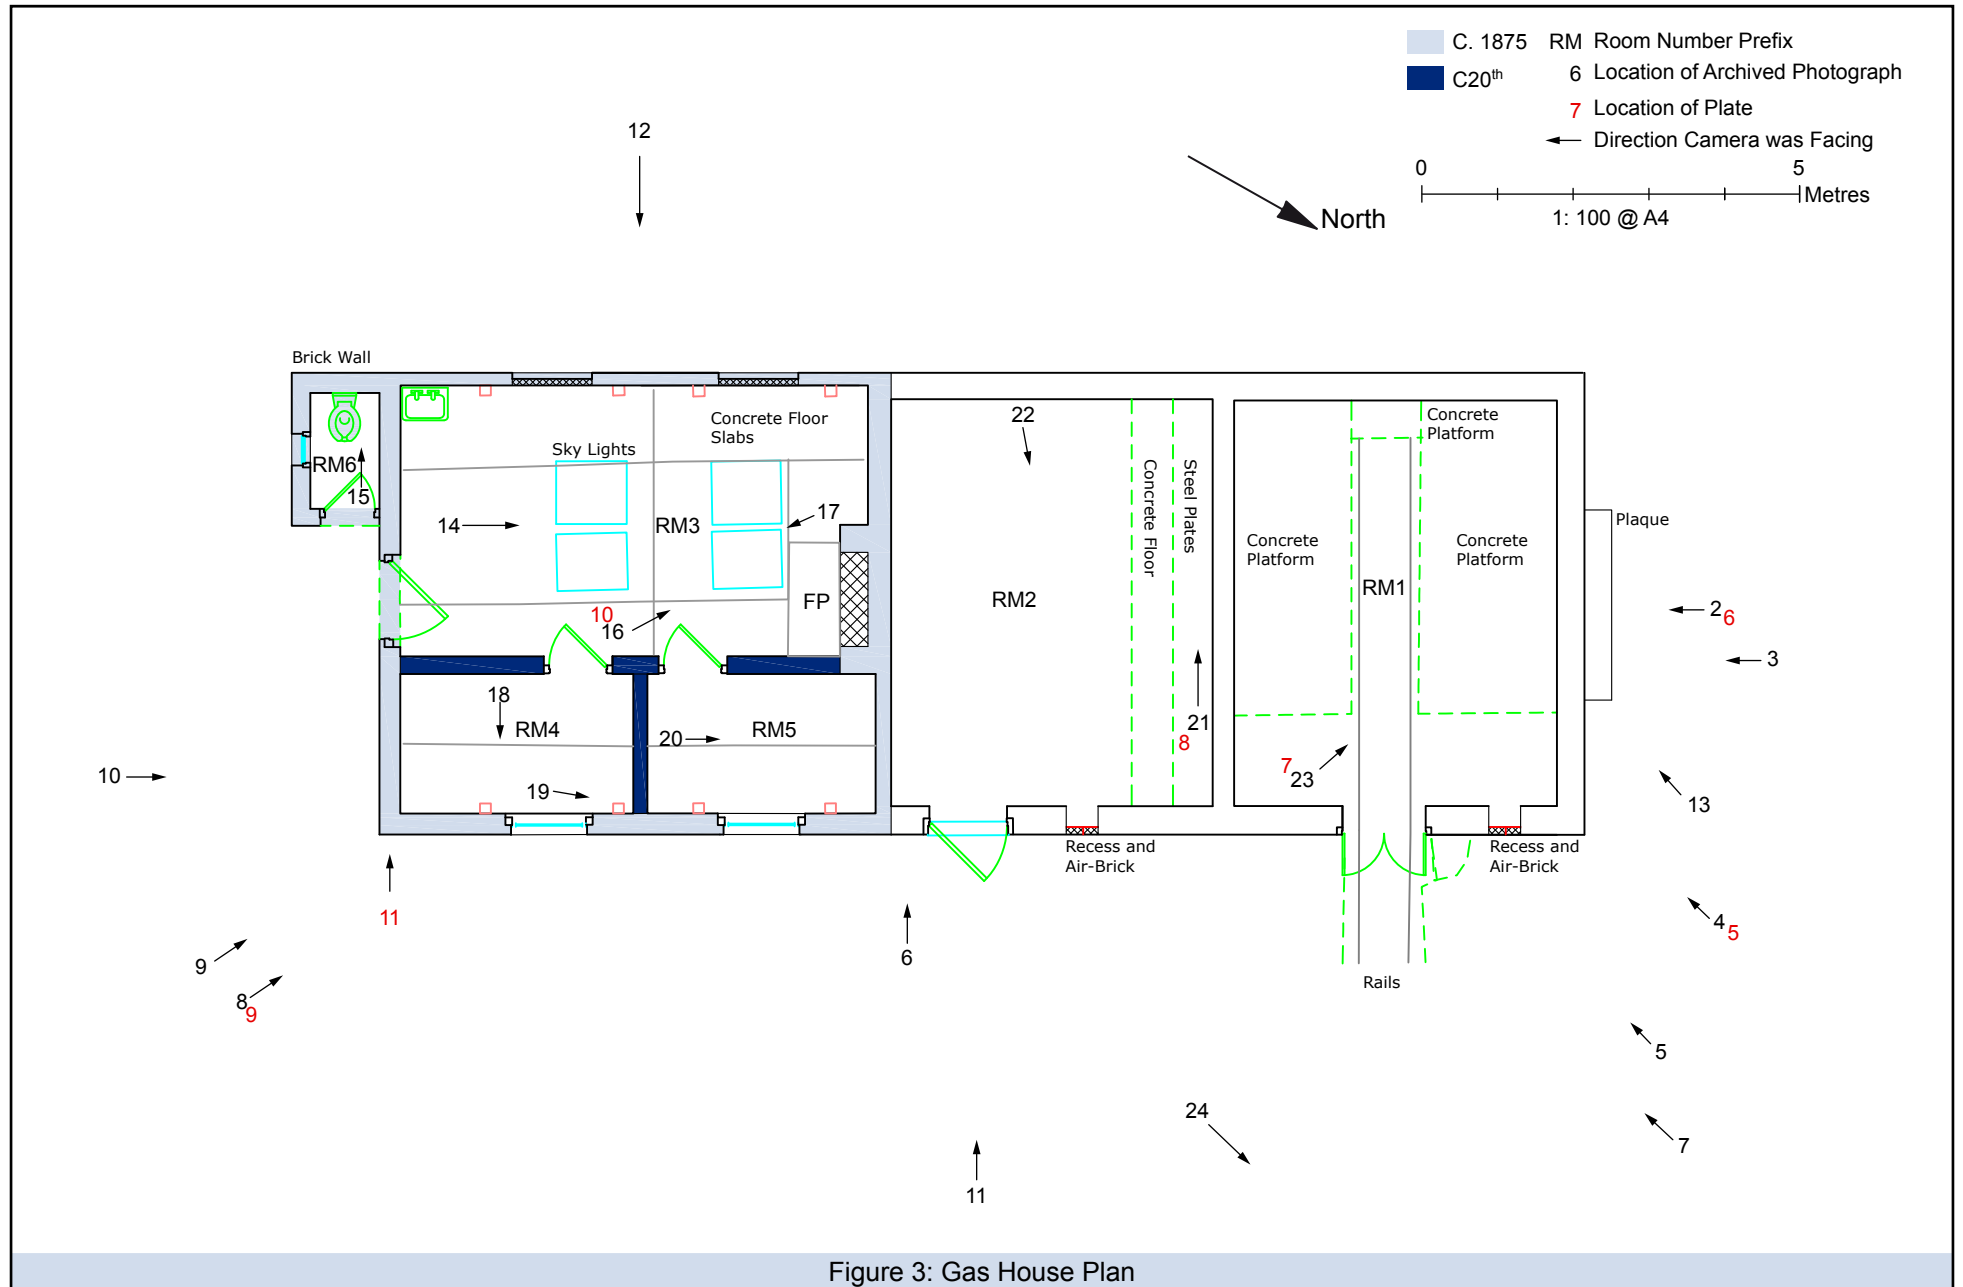 C. 1875 RM Room Number Prefix
C20th 6 Location of Archived Photograph
7 Location of Plate
Direction Camera was Facing
0 5
Metres
1: 100 @ A4
North
12
Brick Wall
RM6
15
14
Sky Lights
Concrete Floor
Slabs
RM3
17
FP
10
16
18
RM4
19
20
RM5
22
RM2
Concrete Floor
Steel Plates
21
8
Concrete
Platform
Concrete
Platform
Concrete
Platform
RM1
7
23
Plaque
2
6
3
13
4
5
5
7
10
11
9
8
9
6
Recess and
Air-Brick
Recess and
Air-Brick
Rails
24
11
Figure 3: Gas House Plan